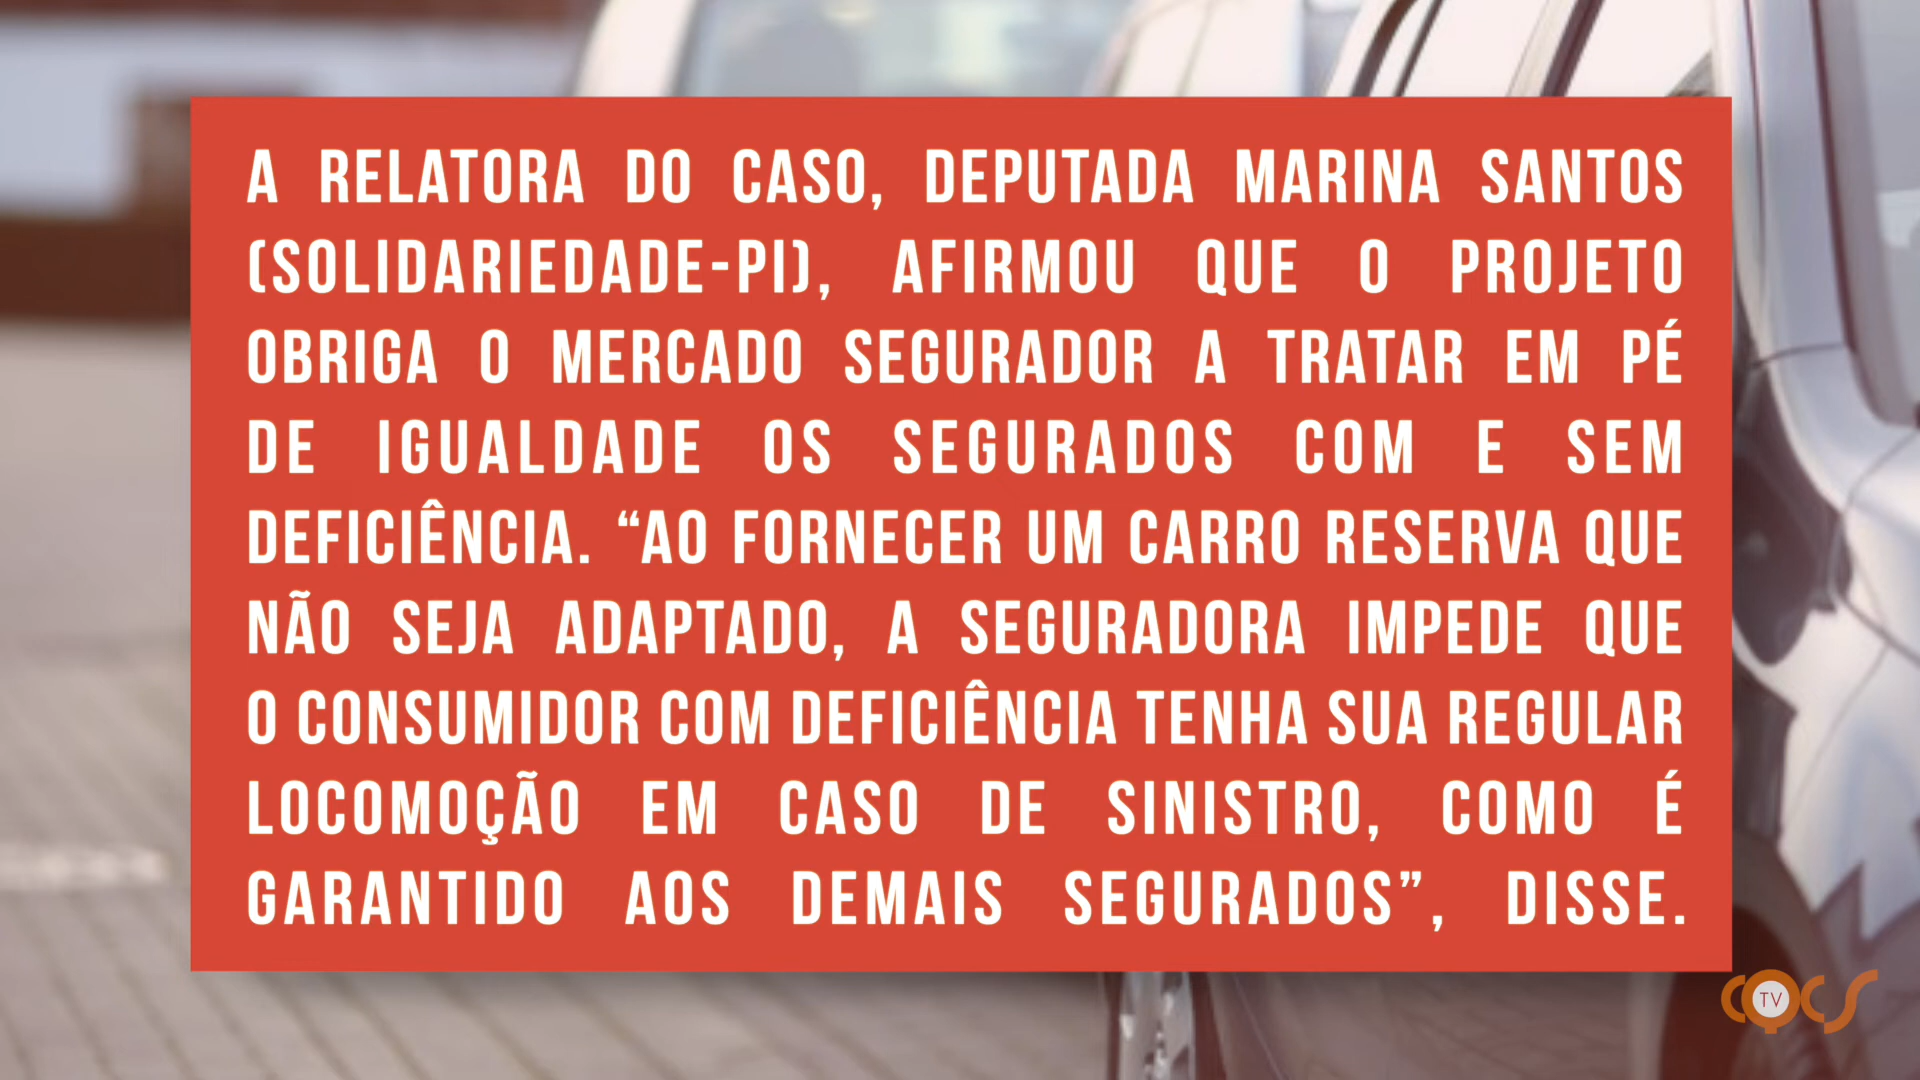 A RELATORA DO CASO, DEPUTADA MARINA SANTOS
(SOLIDARIEDADE-PI), AFIRMOU QUE O PROJETO
OBRIGA O MERCADO SEGURADOR A TRATAR EM PÉ
DE IGUALDADE OS SEGURADOS COM E SEM
DEFICIÊNCIA. “AO FORNECER UM CARRO RESERVA QUE
NÃO SEJA ADAPTADO, A SEGURADORA IMPEDE QUE
O CONSUMIDOR COM DEFICIÊNCIA TENHA SUA REGULAR
LOCOMOÇÃO EM CASO DE SINISTRO, COMO É
GARANTIDO AOS DEMAIS SEGURADOS”, DISSE.
CQCS
TV